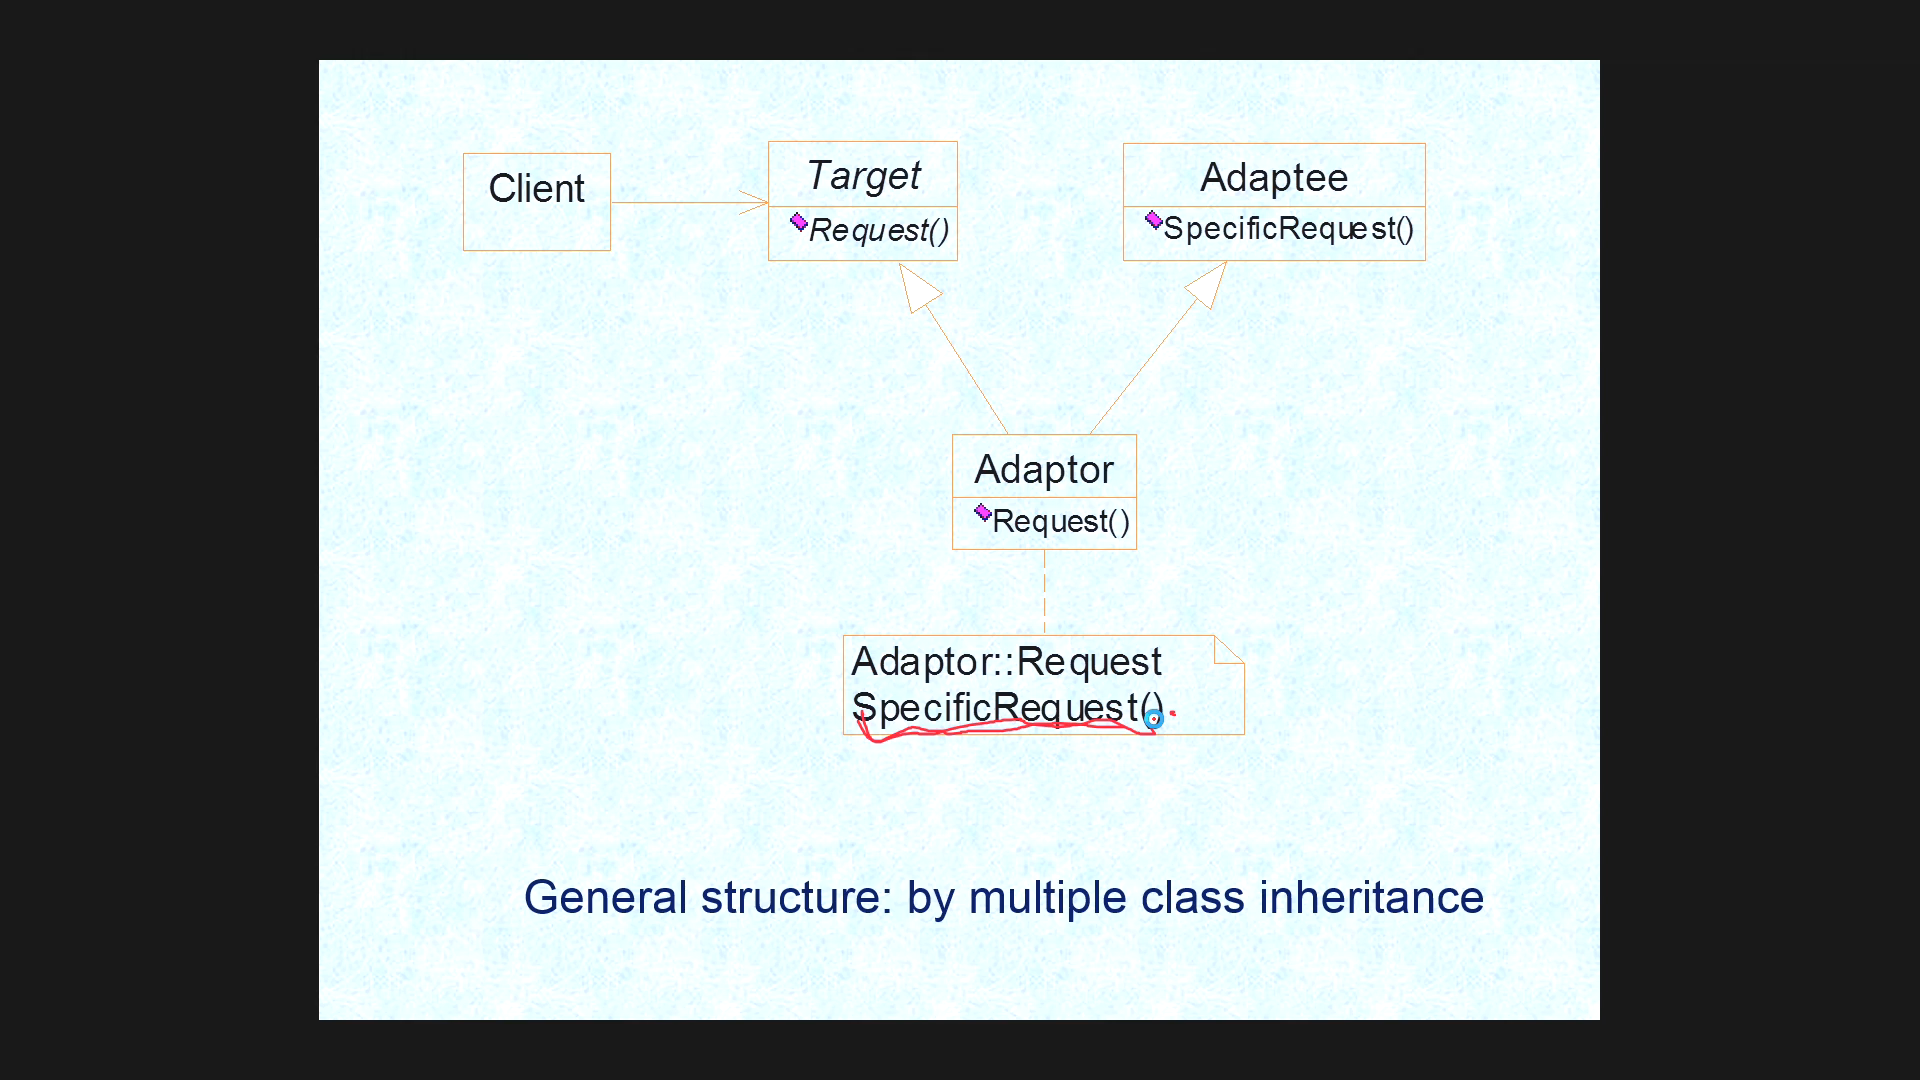 Client
Target
Request()
Adaptee
SpecificRequest()
Adaptor
Request()
Adaptor::Request
SpecificRequest()
General structure: by multiple class inheritance